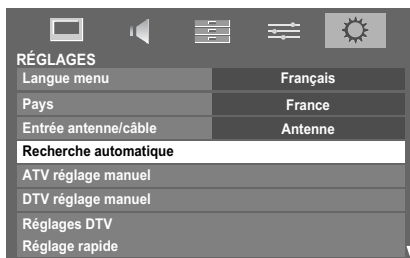 RÉGLAGES
Langue menu Français
Pays France
Entrée antenne/câble Antenne
Recherche automatique
ATV réglage manuel
DTV réglage manuel
Réglages DTV
Réglage rapide